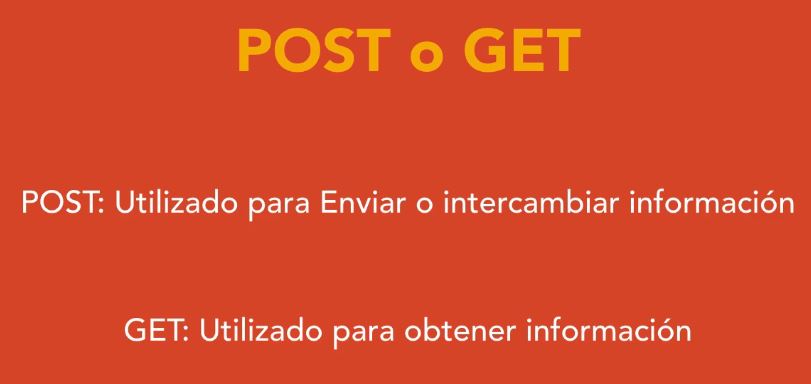 POST o GET
POST: Utilizado para Enviar o intercambiar información
GET: Utilizado para obtener información